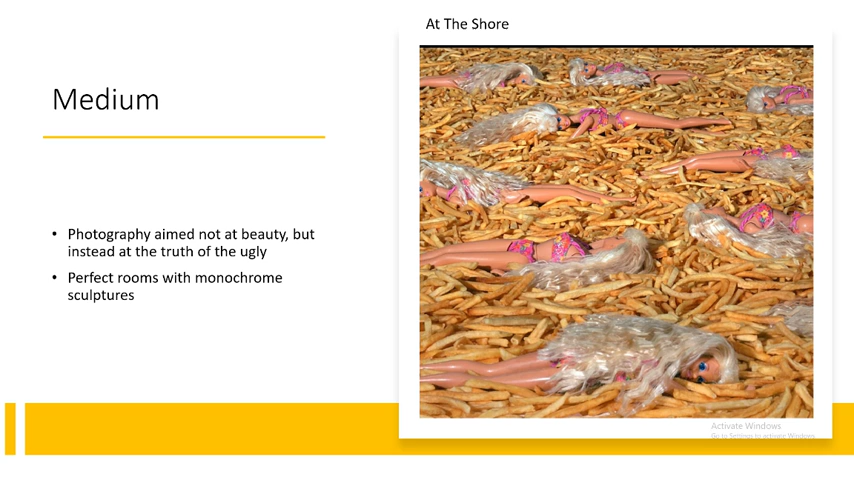 At The Shore
Medium
• Photography aimed not at beauty, but
instead at the truth of the ugly
• Perfect rooms with monochrome
sculptures
Activate Windows
Go to Settings to activate Windows.